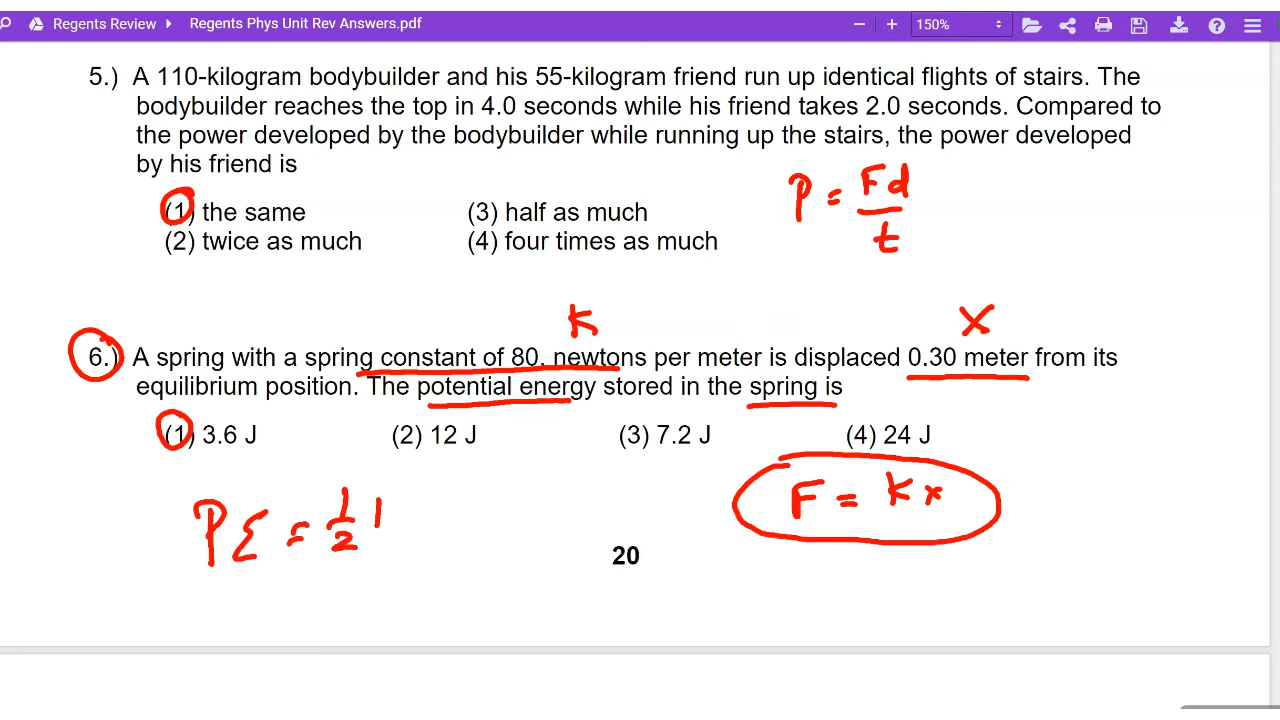 Regents Review Regents Phys Unit Rev Answers.pdf 150%
5.) A 110-kilogram bodybuilder and his 55-kilogram friend run up identical flights of stairs. The
bodybuilder reaches the top in 4.0 seconds while his friend takes 2.0 seconds. Compared to
the power developed by the bodybuilder while running up the stairs, the power developed
by his friend is
P = Fd
t
(1) the same (3) half as much
(2) twice as much (4) four times as much
K X
6.) A spring with a spring constant of 80. newtons per meter is displaced 0.30 meter from its
equilibrium position. The potential energy stored in the spring is
(1) 3.6 J (2) 12 J (3) 7.2 J (4) 24 J
F = Kx
PE = 1
2
20